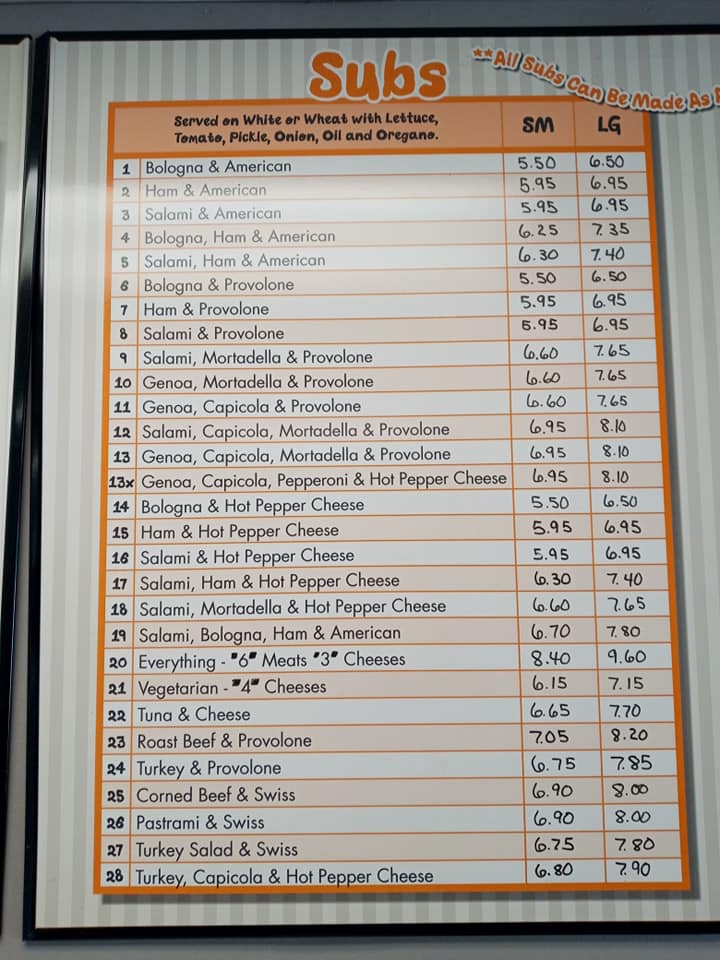 Subs
**All Subs Can Be Made As
Served on White or Wheat with Lettuce,
Tomato, Pickle, Onion, Oil and Oregano.
SM LG
1 Bologna & American 5.50 6.50
2 Ham & American 5.95 6.95
3 Salami & American 5.95 6.95
4 Bologna, Ham & American 6.25 7.35
5 Salami, Ham & American 6.30 7.40
6 Bologna & Provolone 5.50 6.50
7 Ham & Provolone 5.95 6.95
8 Salami & Provolone 5.95 6.95
9 Salami, Mortadella & Provolone 6.60 7.65
10 Genoa, Mortadella & Provolone 6.60 7.65
11 Genoa, Capicola & Provolone 6.60 7.65
12 Salami, Capicola, Mortadella & Provolone 6.95 8.10
13 Genoa, Capicola, Mortadella & Provolone 6.95 8.10
13x Genoa, Capicola, Pepperoni & Hot Pepper Cheese 6.95 8.10
14 Bologna & Hot Pepper Cheese 5.50 6.50
15 Ham & Hot Pepper Cheese 5.95 6.95
16 Salami & Hot Pepper Cheese 5.95 6.95
17 Salami, Ham & Hot Pepper Cheese 6.30 7.40
18 Salami, Mortadella & Hot Pepper Cheese 6.60 7.65
19 Salami, Bologna, Ham & American 6.70 7.80
20 Everything - "6" Meats "3" Cheeses 8.40 9.60
21 Vegetarian - "4" Cheeses 6.15 7.15
22 Tuna & Cheese 6.65 7.70
23 Roast Beef & Provolone 7.05 8.20
24 Turkey & Provolone 6.75 7.85
25 Corned Beef & Swiss 6.90 8.00
26 Pastrami & Swiss 6.90 8.00
27 Turkey Salad & Swiss 6.75 7.80
28 Turkey, Capicola & Hot Pepper Cheese 6.80 7.90